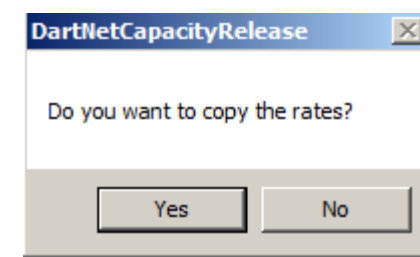 DartNetCapacityRelease
Do you want to copy the rates?
Yes No